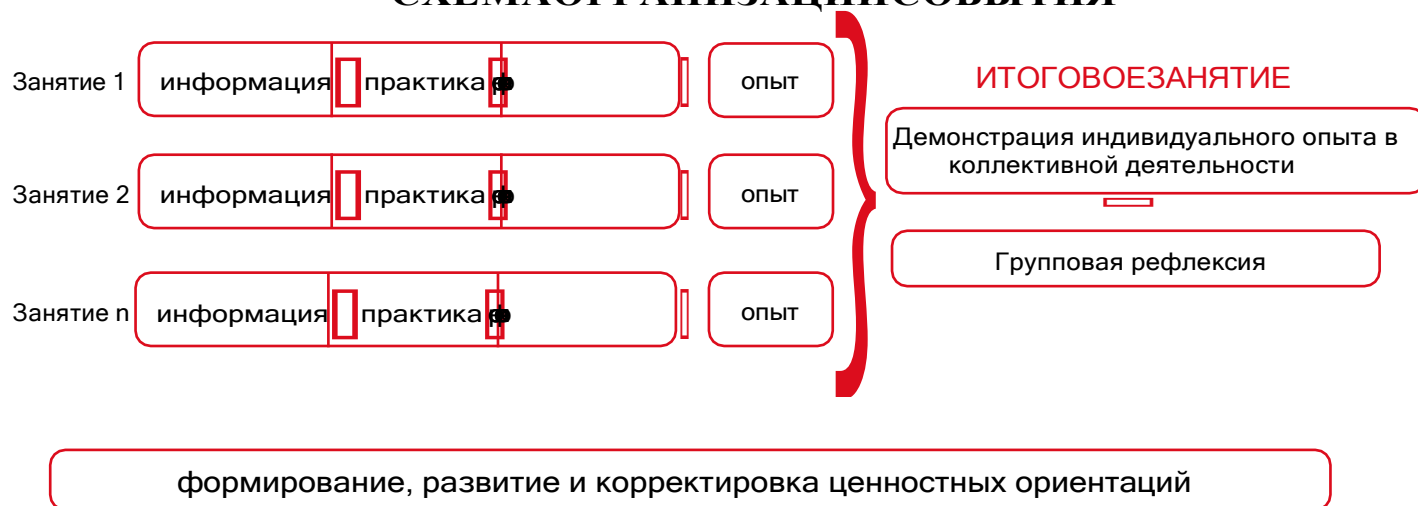 СХЕМАОРГАНИЗАЦИИСОБЫТИЯ
Занятие 1 информация практика опыт
ИТОГОВОЕЗАНЯТИЕ
Демонстрация индивидуального опыта в
коллективной деятельности
Занятие 2 информация практика опыт
Групповая рефлексия
Занятие n информация практика опыт
формирование, развитие и корректировка ценностных ориентаций